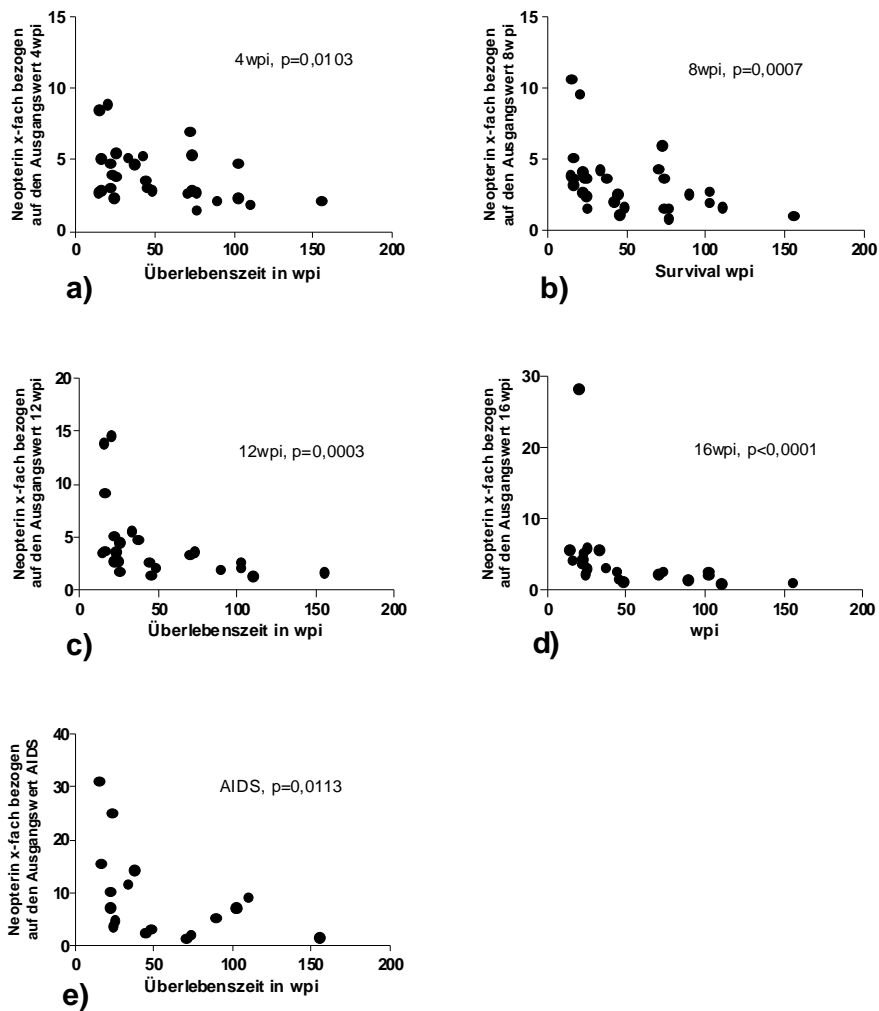 15
10
5
0
Neopterin x-fach bezogen
auf den Ausgangswert 4wpi
4wpi, p=0,0103
0 50 100 150 200
Überlebenszeit in wpi
a)
15
10
5
0
Neopterin x-fach bezogen
auf den Ausgangswert 8wpi
8wpi, p=0,0007
0 50 100 150 200
Survival wpi
b)
20
15
10
5
0
Neopterin x-fach bezogen
auf den Ausgangswert 12wpi
12wpi, p=0,0003
0 50 100 150 200
Überlebenszeit in wpi
c)
30
20
10
0
Neopterin x-fach bezogen
auf den Ausgangswert 16wpi
16wpi, p<0,0001
0 50 100 150 200
wpi
d)
40
30
20
10
0
Neopterin x-fach bezogen
auf den Ausgangswert AIDS
AIDS, p=0,0113
0 50 100 150 200
Überlebenszeit in wpi
e)